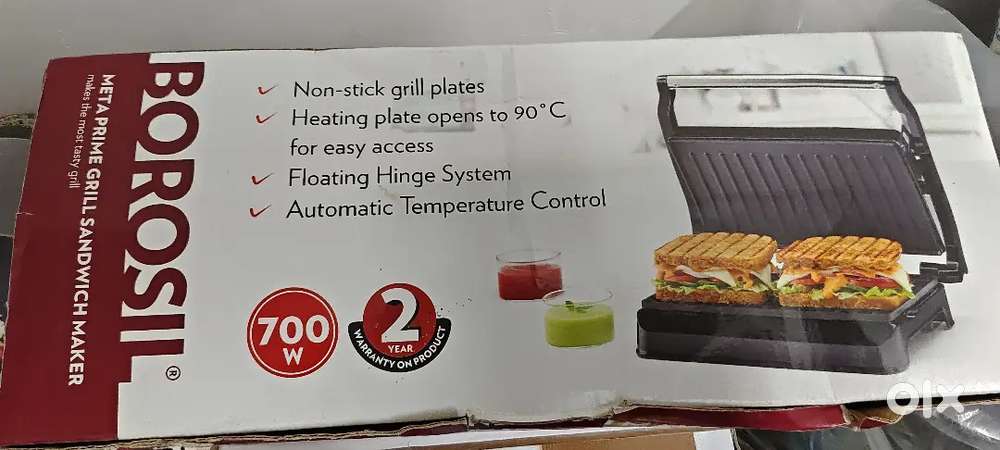 BOROSIL®
META PRIME GRILL SANDWICH MAKER
makes the most tasty grill
✓ Non-stick grill plates
✓ Heating plate opens to 90°C
for easy access
✓ Floating Hinge System
✓ Automatic Temperature Control
700
W
2
YEAR
WARRANTY ON PRODUCT
olx